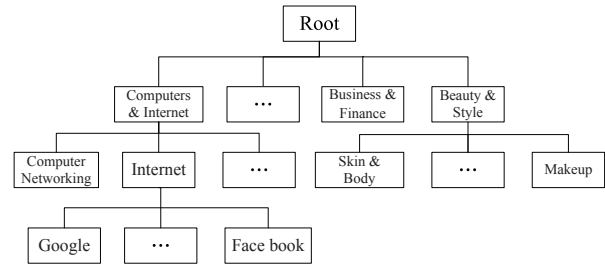 Root
Computers
& Internet
...
Business &
Finance
Beauty &
Style
Computer
Networking
Internet
...
Skin &
Body
...
Makeup
Google
...
Face book